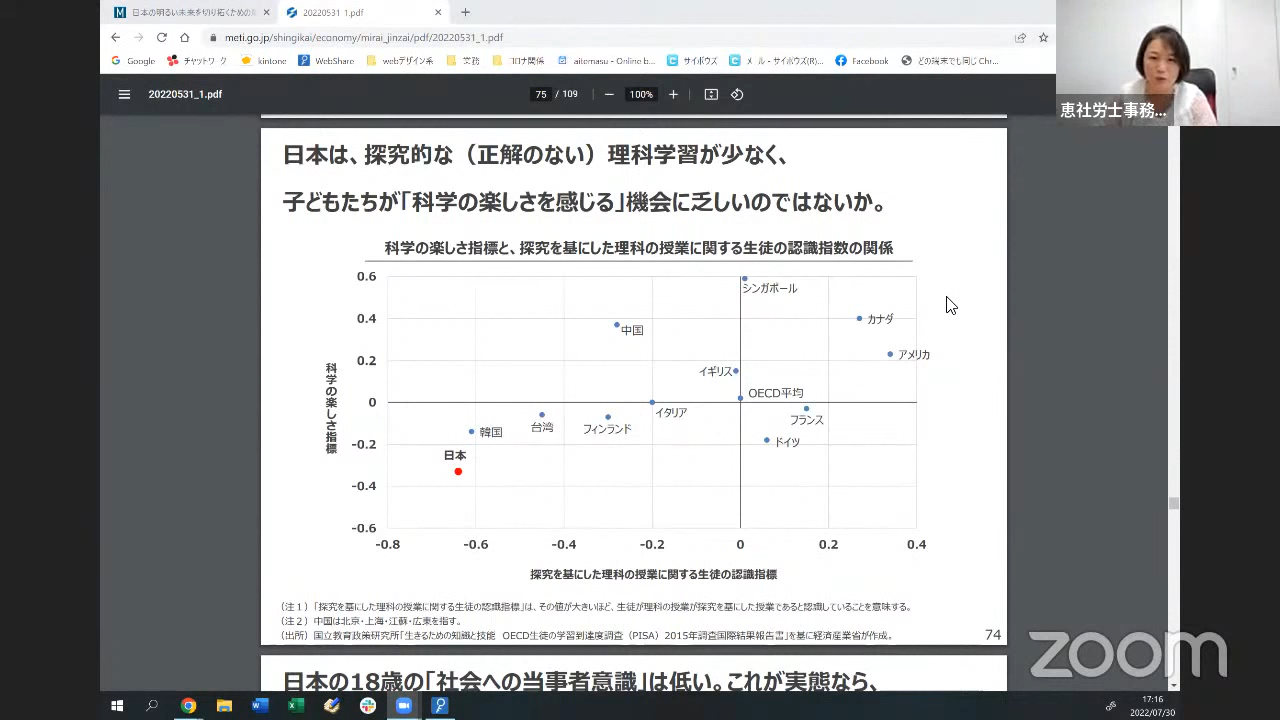 日本の明るい未来を切り拓くための
20220531_1.pdf
meti.go.jp/shingikai/economy/mirai_jinzai/pdf/20220531_1.pdf
Google
チャットワーク
kintone
WebShare
webデザイン系
業務
コロナ関係
aitemasu - Online b...
サイボウズ
メール - サイボウズ(R)...
Facebook
どの端末でも同じ Chr...
20220531_1.pdf
75 / 109
100%
恵社労士事務...
日本は、探究的な（正解のない）理科学習が少なく、
子どもたちが「科学の楽しさを感じる」機会に乏しいのではないか。
科学の楽しさ指標と、探究を基にした理科の授業に関する生徒の認識指数の関係
0.6
0.4
0.2
0
-0.2
-0.4
-0.6
科学の楽しさ指標
シンガポール
カナダ
中国
アメリカ
イギリス
OECD平均
イタリア
フランス
台湾
フィンランド
韓国
ドイツ
日本
-0.8
-0.6
-0.4
-0.2
0
0.2
0.4
探究を基にした理科の授業に関する生徒の認識指標
（注１）「探究を基にした理科の授業に関する生徒の認識指標」は、その値が大きいほど、生徒が理科の授業が探究を基にした授業であると認識していることを意味する。
（注２）中国は北京・上海・江蘇・広東を指す。
（出所）国立教育政策研究所「生きるための知識と技能　OECD生徒の学習到達度調査（PISA）2015年調査国際結果報告書」を基に経済産業省が作成。
74
日本の18歳の「社会への当事者意識」は低い。これが実態なら、
zoom
17:16
2022/07/30